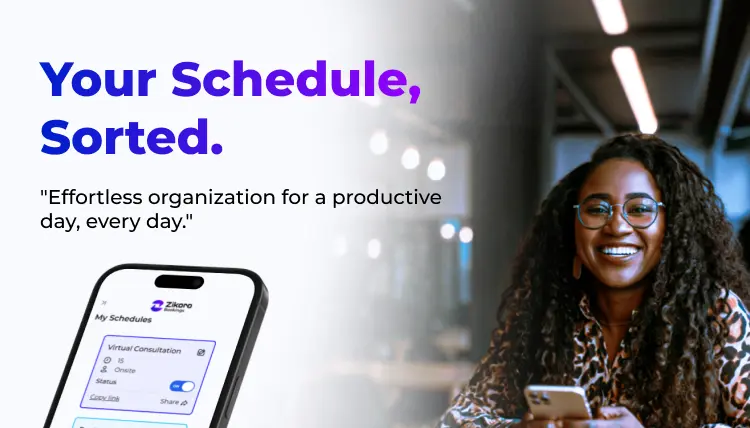 Your Schedule,
Sorted.
"Effortless organization for a productive
day, every day."
Zikoro
Bookings
My Schedules
Virtual Consultation
15
Onsite
Status
Copy link
Share